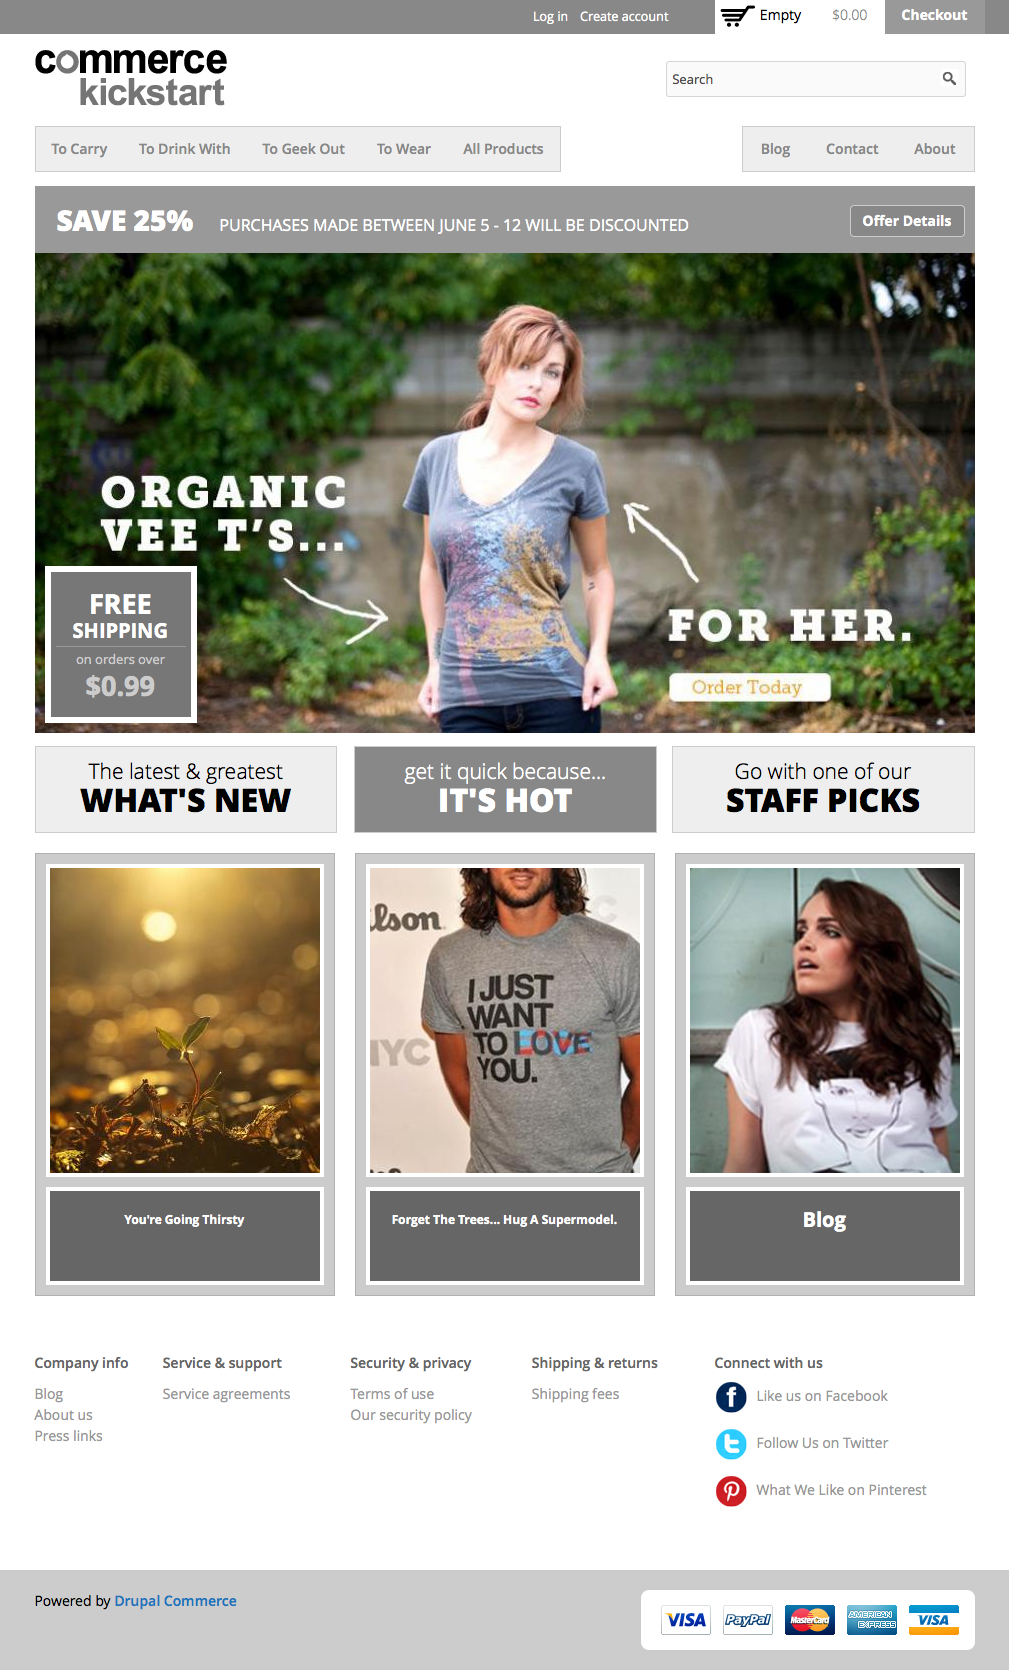 Log in Create account Empty $0.00 Checkout
commerce
kickstart
Search
To Carry To Drink With To Geek Out To Wear All Products
Blog Contact About
SAVE 25% PURCHASES MADE BETWEEN JUNE 5 - 12 WILL BE DISCOUNTED Offer Details
ORGANIC
VEE T'S...
FOR HER.
Order Today
FREE
SHIPPING
on orders over
$0.99
The latest & greatest
WHAT'S NEW
get it quick because...
IT'S HOT
Go with one of our
STAFF PICKS
lson
NYC
I JUST
WANT
TO LOVE
YOU.
You're Going Thirsty
Forget The Trees... Hug A Supermodel.
Blog
Company info
Blog
About us
Press links
Service & support
Service agreements
Security & privacy
Terms of use
Our security policy
Shipping & returns
Shipping fees
Connect with us
Like us on Facebook
Follow Us on Twitter
What We Like on Pinterest
Powered by Drupal Commerce
VISA PayPal MasterCard AMERICAN EXPRESS VISA